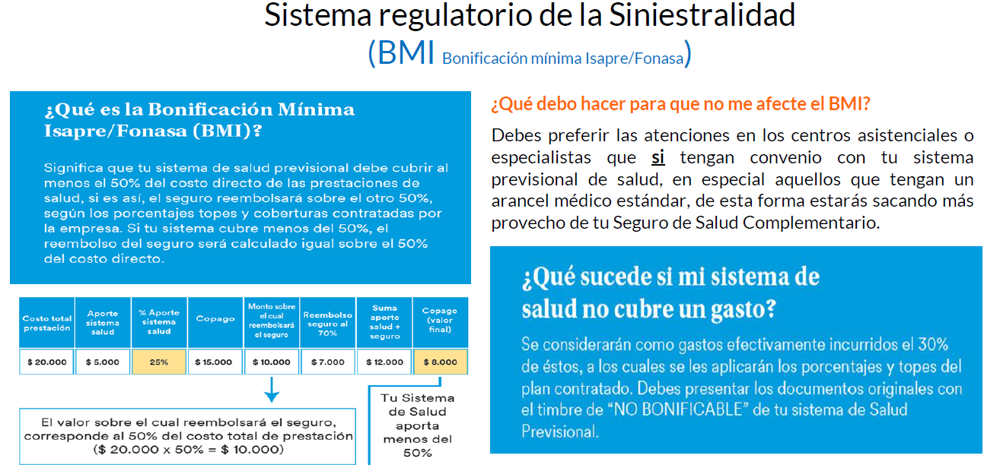 Sistema regulatorio de la Siniestralidad
(BMI Bonificación mínima Isapre/Fonasa)
¿Qué es la Bonificación Mínima
Isapre/Fonasa (BMI)?
Significa que tu sistema de salud previsional debe cubrir al
menos el 50% del costo directo de las prestaciones de
salud, si es así, el seguro reembolsará sobre el otro 50%,
según los porcentajes topes y coberturas contratadas por
la empresa. Si tu sistema cubre menos del 50%, el
reembolso del seguro será calculado igual sobre el 50%
del costo directo.
Costo total
prestación
Aporte
sistema
salud
% Aporte
sistema
salud
Copago
Monto sobre
el cual
reembolsará
el seguro
Reembolso
seguro al
70%
Suma
aporte
salud +
seguro
Copago
(valor
final)
$ 20.000
$ 5.000
25%
$ 15.000
$ 10.000
$ 7.000
$ 12.000
$ 8.000
El valor sobre el cual reembolsará el seguro,
corresponde al 50% del costo total de prestación
($ 20.000 x 50% = $ 10.000)
Tu Sistema
de Salud
aporta
menos del
50%
¿Qué debo hacer para que no me afecte el BMI?
Debes preferir las atenciones en los centros asistenciales o
especialistas que si tengan convenio con tu sistema
previsional de salud, en especial aquellos que tengan un
arancel médico estándar, de esta forma estarás sacando más
provecho de tu Seguro de Salud Complementario.
¿Qué sucede si mi sistema de
salud no cubre un gasto?
Se considerarán como gastos efectivamente incurridos el 30%
de éstos, a los cuales se les aplicarán los porcentajes y topes del
plan contratado. Debes presentar los documentos originales con
el timbre de “NO BONIFICABLE” de tu sistema de Salud
Previsional.